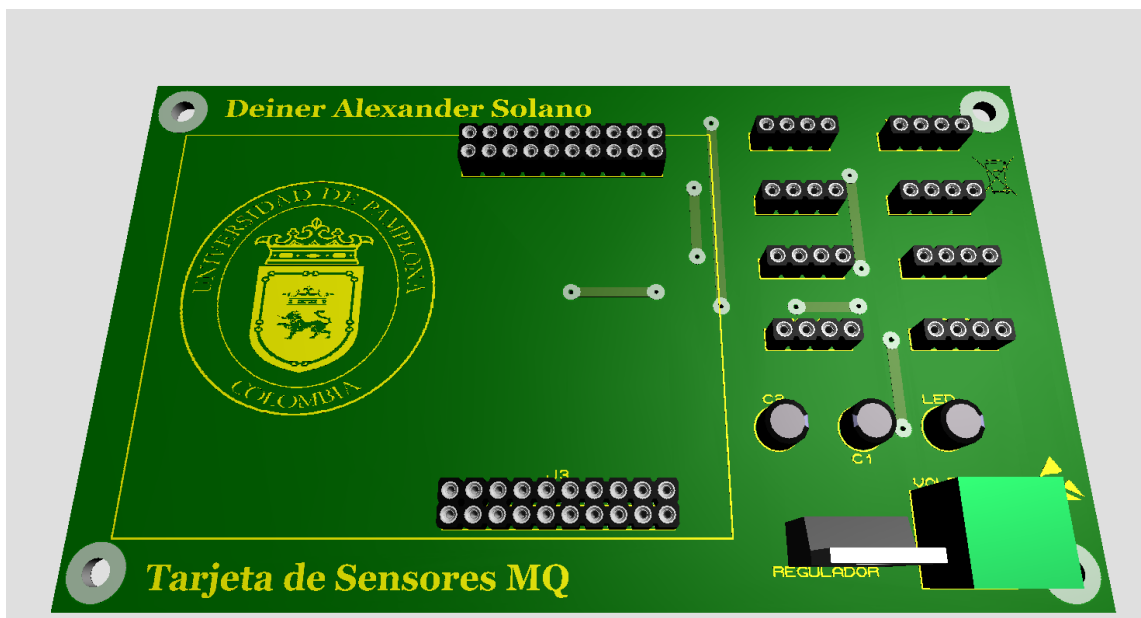 Deiner Alexander Solano
UNIVERSIDAD DE PAMPLONA
COLOMBIA
C2
LED
C1
J3
REGULADOR
Tarjeta de Sensores MQ